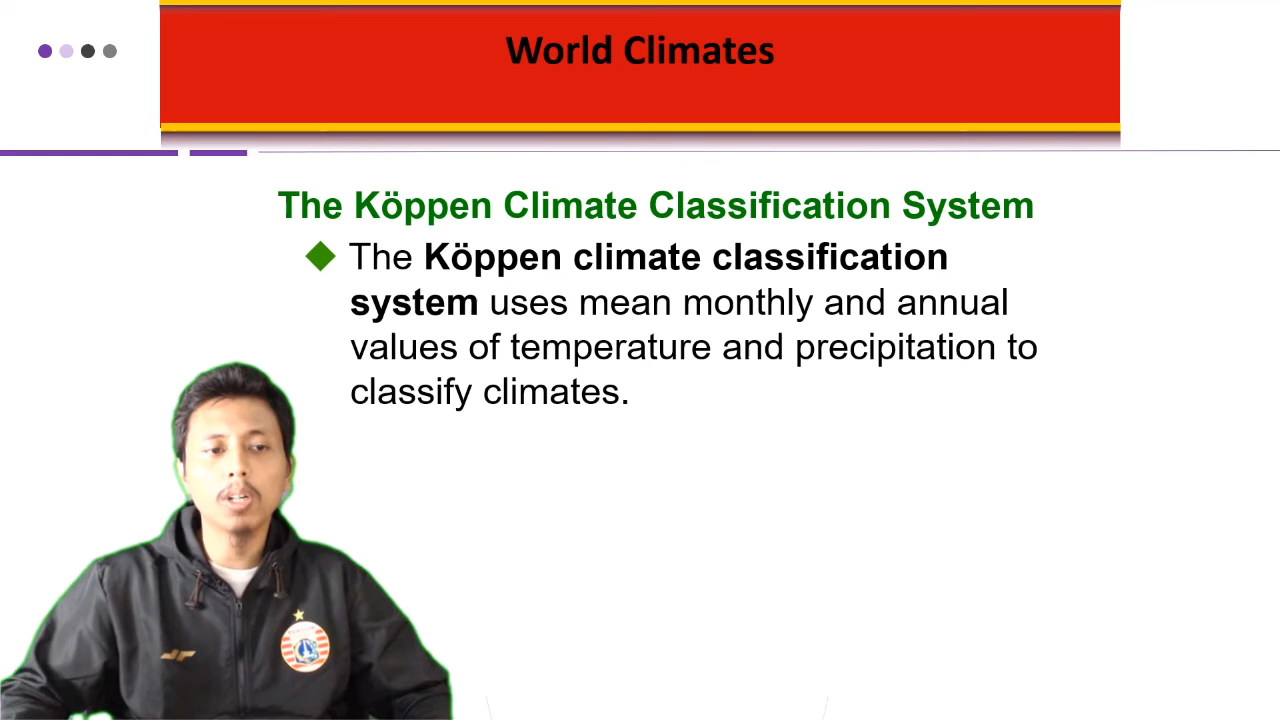 World Climates
The Köppen Climate Classification System
The Köppen climate classification
system uses mean monthly and annual
values of temperature and precipitation to
classify climates.